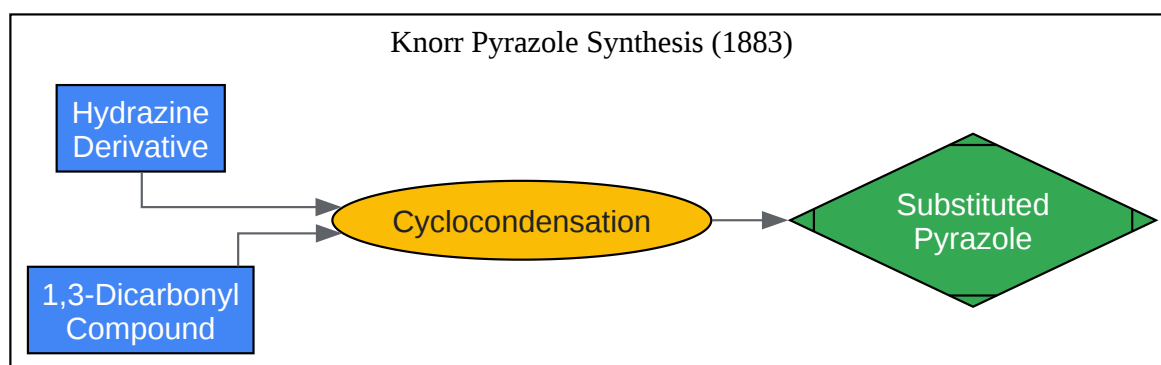 Knorr Pyrazole Synthesis (1883)
Hydrazine
Derivative
Cyclocondensation
Substituted
Pyrazole
1,3-Dicarbonyl
Compound